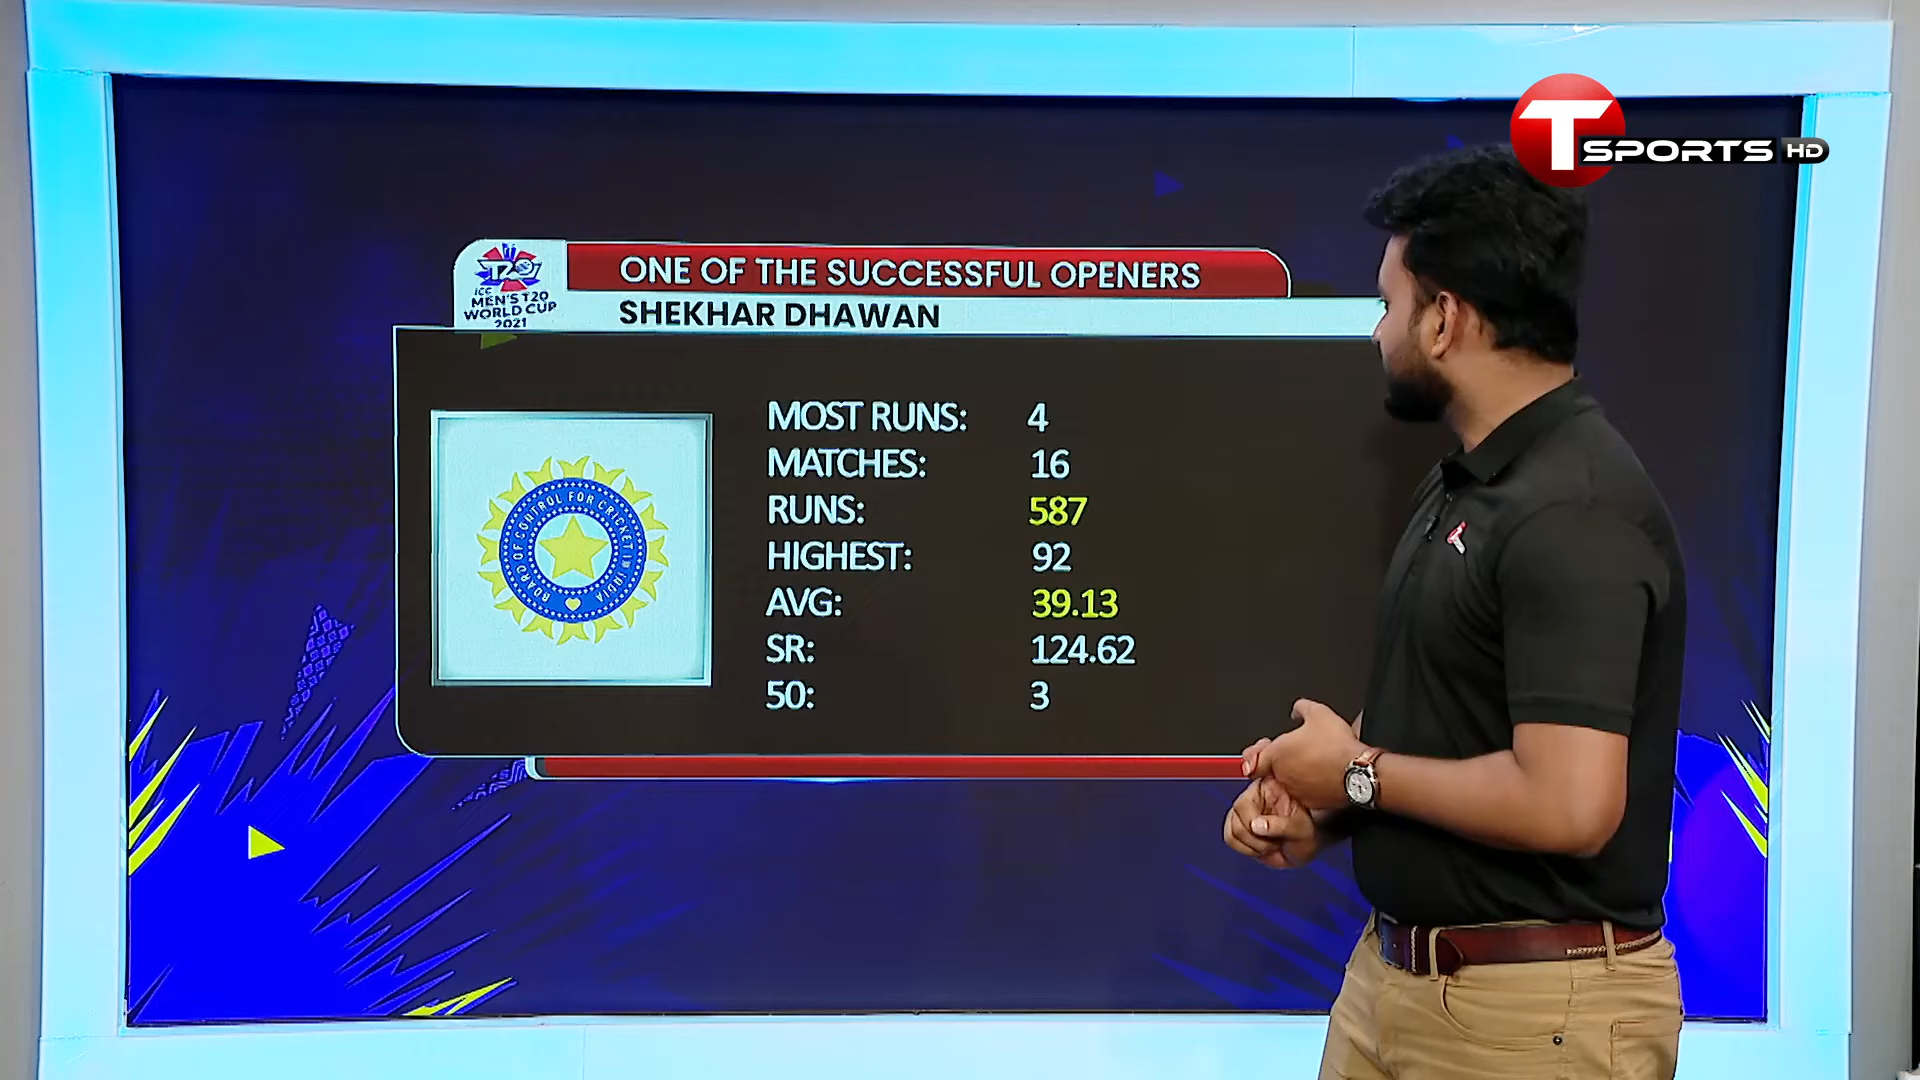 T SPORTS HD
T20
ICC
MEN'S T20
WORLD CUP
2021
ONE OF THE SUCCESSFUL OPENERS
SHEKHAR DHAWAN
BOARD OF CONTROL FOR CRICKET IN INDIA
MOST RUNS: 4
MATCHES: 16
RUNS: 587
HIGHEST: 92
AVG: 39.13
SR: 124.62
50: 3
T